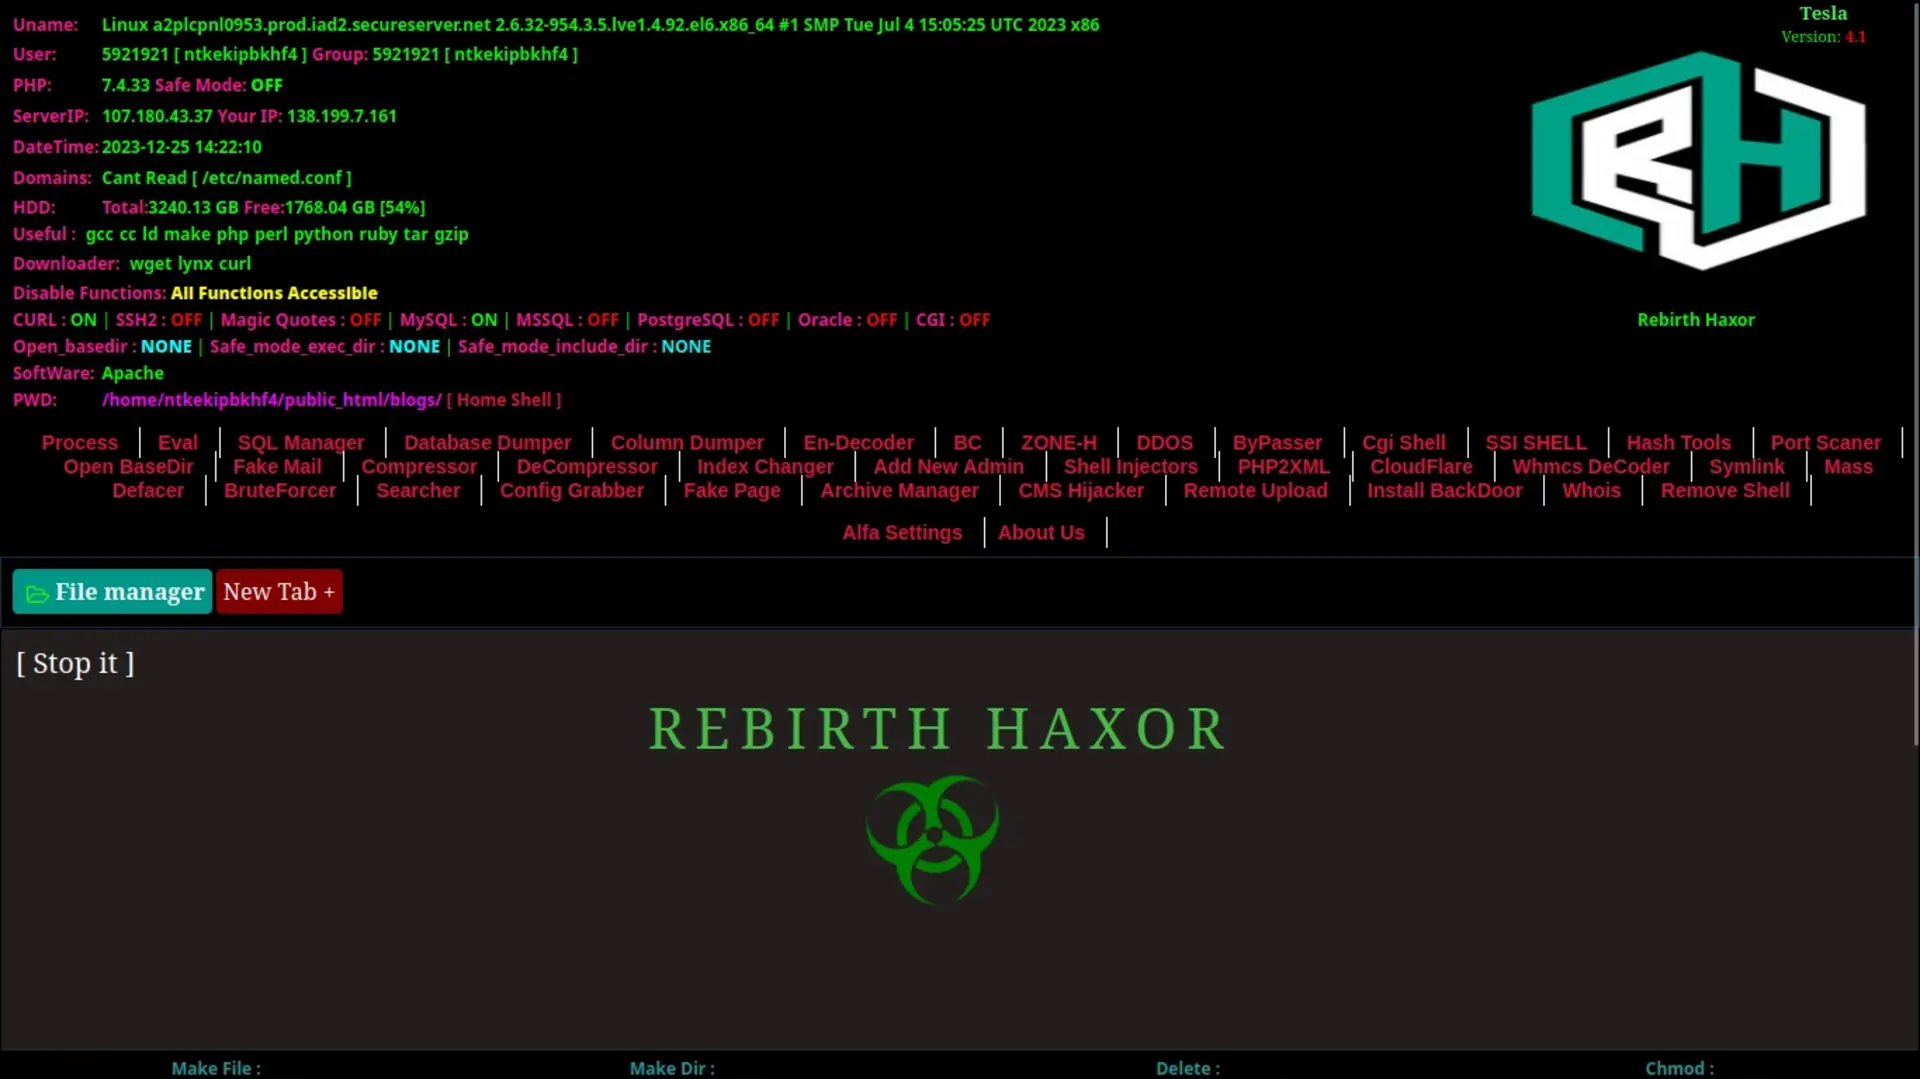 Uname: Linux a2plcpnl0953.prod.iad2.secureserver.net 2.6.32-954.3.5.lve1.4.92.el6.x86_64 #1 SMP Tue Jul 4 15:05:25 UTC 2023 x86
User: 5921921 [ ntkekipbkhf4 ] Group: 5921921 [ ntkekipbkhf4 ]
PHP: 7.4.33 Safe Mode: OFF
ServerIP: 107.180.43.37 Your IP: 138.199.7.161
DateTime: 2023-12-25 14:22:10
Domains: Cant Read [ /etc/named.conf ]
HDD: Total:3240.13 GB Free:1768.04 GB [54%]
Useful : gcc cc ld make php perl python ruby tar gzip
Downloader: wget lynx curl
Disable Functions: All Functions Accessible
CURL : ON | SSH2 : OFF | Magic Quotes : OFF | MySQL : ON | MSSQL : OFF | PostgreSQL : OFF | Oracle : OFF | CGI : OFF
Open_basedir : NONE | Safe_mode_exec_dir : NONE | Safe_mode_include_dir : NONE
SoftWare: Apache
PWD: /home/ntkekipbkhf4/public_html/blogs/ [ Home Shell ]
Tesla
Version: 4.1
RH
Rebirth Haxor
Process | Eval | SQL Manager | Database Dumper | Column Dumper | En-Decoder | BC | ZONE-H | DDOS | ByPasser | Cgi Shell | SSI SHELL | Hash Tools | Port Scaner |
Open BaseDir | Fake Mail | Compressor | DeCompressor | Index Changer | Add New Admin | Shell Injectors | PHP2XML | CloudFlare | Whmcs DeCoder | Symlink | Mass
Defacer | BruteForcer | Searcher | Config Grabber | Fake Page | Archive Manager | CMS Hijacker | Remote Upload | Install BackDoor | Whois | Remove Shell |
Alfa Settings | About Us |
File manager New Tab +
[ Stop it ]
REBIRTH HAXOR
Make File : Make Dir : Delete : Chmod :